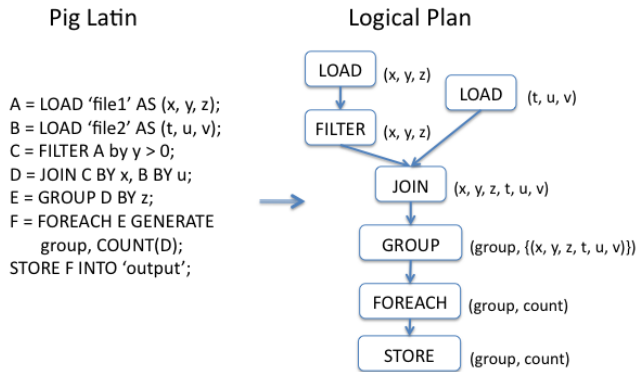 Pig Latin
A = LOAD ‘file1’ AS (x, y, z);
B = LOAD ‘file2’ AS (t, u, v);
C = FILTER A by y > 0;
D = JOIN C BY x, B BY u;
E = GROUP D BY z;
F = FOREACH E GENERATE
group, COUNT(D);
STORE F INTO ‘output’;
Logical Plan
LOAD (x, y, z)
LOAD (t, u, v)
FILTER (x, y, z)
JOIN (x, y, z, t, u, v)
GROUP (group, {(x, y, z, t, u, v)})
FOREACH (group, count)
STORE (group, count)